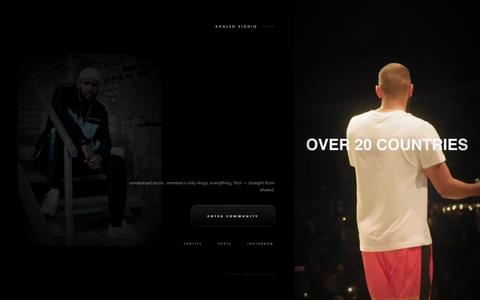 KHALED SIDDIQ
unreleased music, members-only vlogs, everything, first — straight from
khaled.
ENTER COMMUNITY
SPOTIFY APPLE INSTAGRAM
OVER 20 COUNTRIES